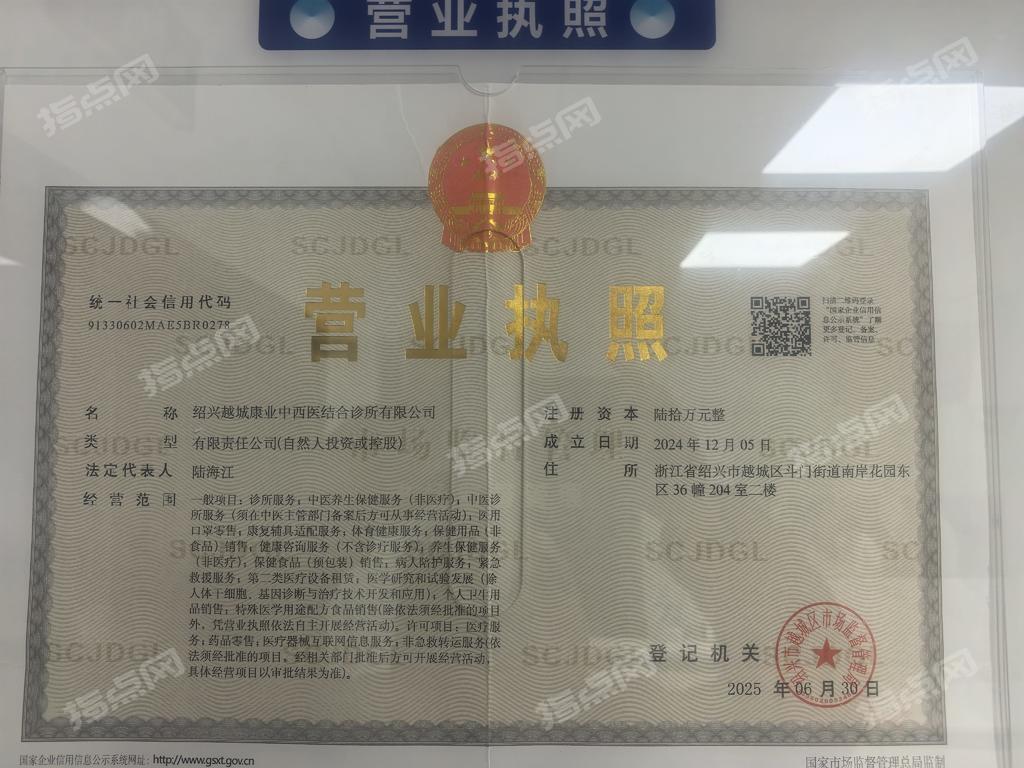 营业执照
统一社会信用代码
91330602MAE5BR0278
营业执照
扫描二维码登录
“国家企业信用信
息公示系统”了解
更多登记、备案、
许可、监管信息
名称 绍兴越城康业中西医结合诊所有限公司
类型 有限责任公司(自然人投资或控股)
法定代表人 陆海江
经营范围 一般项目：诊所服务；中医养生保健服务（非医疗）；中医诊
所服务（须在中医主管部门备案后方可从事经营活动）；医用
口罩零售；康复辅具适配服务；体育健康服务；保健用品（非
食品）销售；健康咨询服务（不含诊疗服务）；养生保健服务
（非医疗）；保健食品（预包装）销售；病人陪护服务；紧急
救援服务；第二类医疗设备租赁；医学研究和试验发展（除
人体干细胞、基因诊断与治疗技术开发和应用）；个人卫生用
品销售；特殊医学用途配方食品销售(除依法须经批准的项目
外，凭营业执照依法自主开展经营活动)。许可项目：医疗服
务；药品零售；医疗器械互联网信息服务；非急救转运服务(依
法须经批准的项目，经相关部门批准后方可开展经营活动，
具体经营项目以审批结果为准)。
注册资本 陆拾万元整
成立日期 2024年12月05日
住所 浙江省绍兴市越城区斗门街道南岸花园东
区36幢204室二楼
登记机关
绍兴市越城区市场监督管理局
2025年06月30日
国家企业信用信息公示系统网址：http://www.gsxt.gov.cn
国家市场监督管理总局监制
SCJDGL
指点网